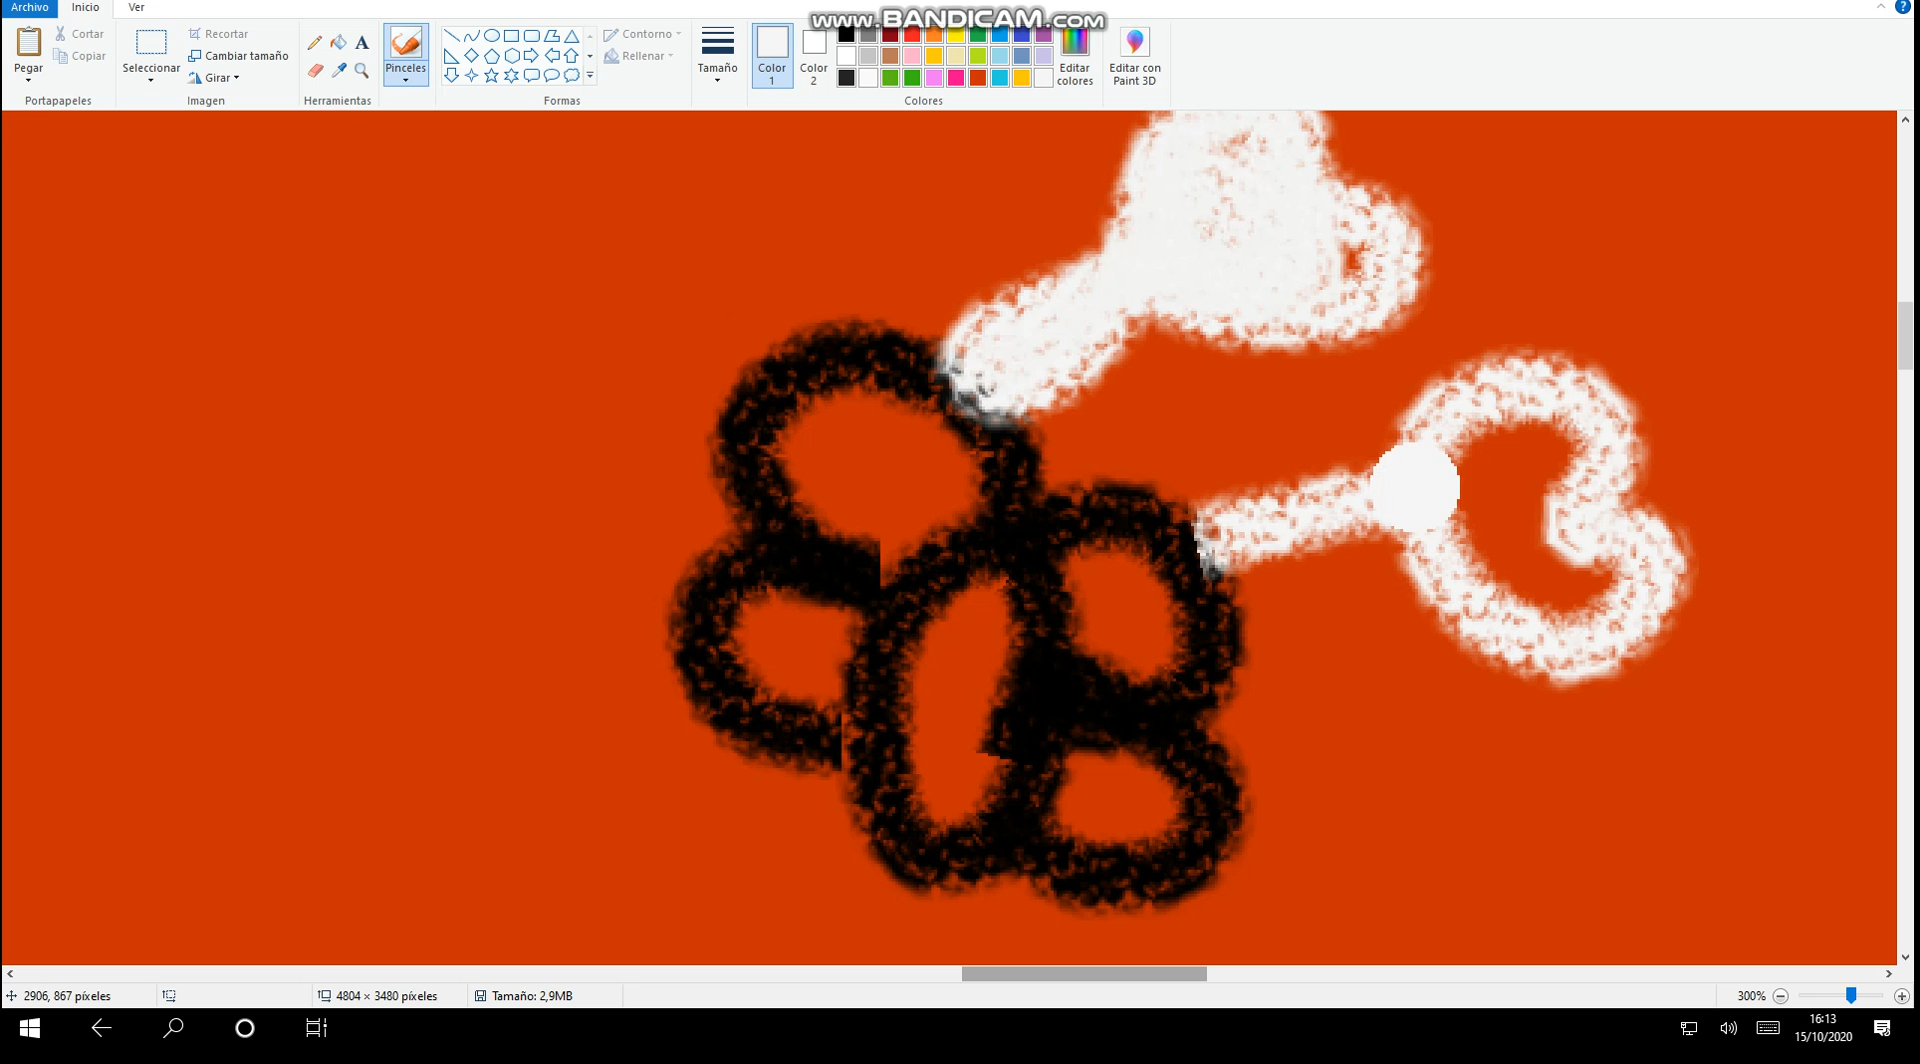 Archivo Inicio Ver
www.BANDICAM.com
Pegar
Cortar
Copiar
Portapapeles
Seleccionar
Recortar
Cambiar tamaño
Girar
Imagen
A
Herramientas
Pinceles
Contorno
Rellenar
Formas
Tamaño
Color
1
Color
2
Editar
colores
Colores
Editar con
Paint 3D
2906, 867 píxeles
4804 × 3480 píxeles
Tamaño: 2,9MB
300%
16:13
15/10/2020